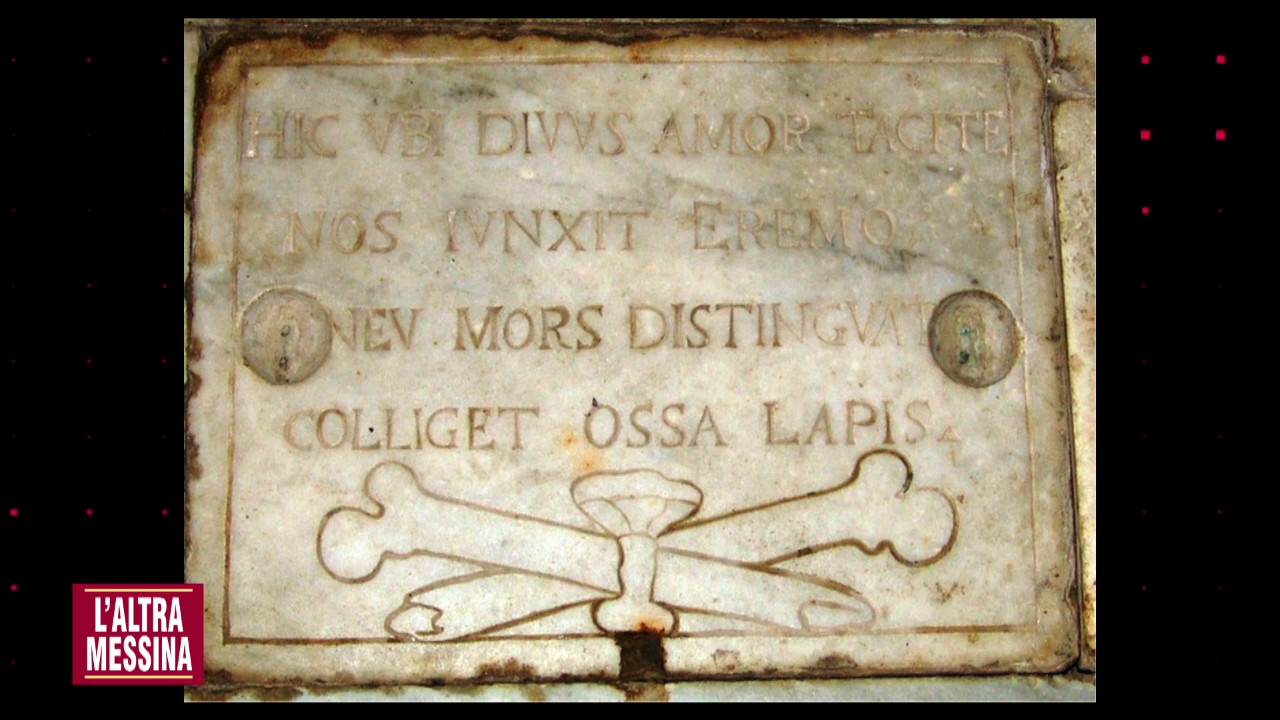 HIC VBI DIVVS AMOR TACITE
NOS IVNXIT EREMO
NEV MORS DISTINGVAT
COLLIGET OSSA LAPIS
L'ALTRA
MESSINA